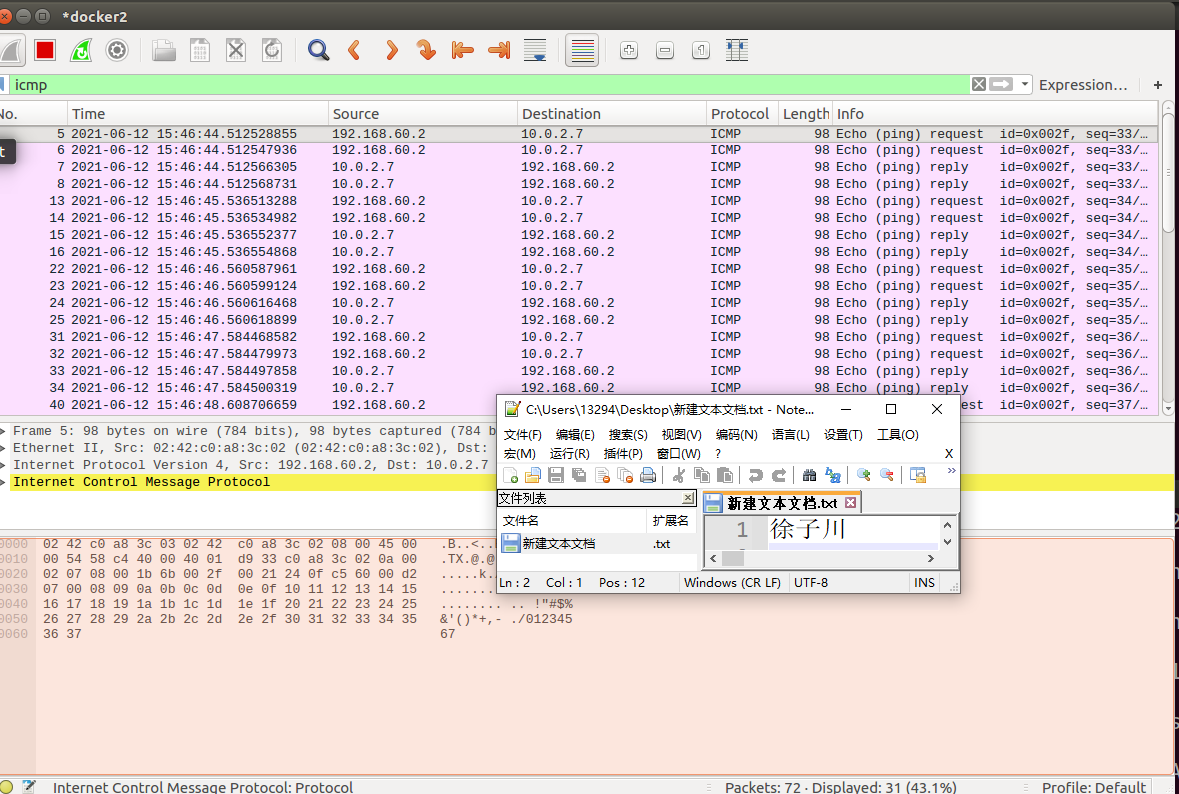 *docker2
icmp
Expression…
+
No. Time Source Destination Protocol Length Info
5 2021-06-12 15:46:44.512528855 192.168.60.2 10.0.2.7 ICMP 98 Echo (ping) request id=0x002f, seq=33/…
6 2021-06-12 15:46:44.512547936 192.168.60.2 10.0.2.7 ICMP 98 Echo (ping) request id=0x002f, seq=33/…
7 2021-06-12 15:46:44.512566305 10.0.2.7 192.168.60.2 ICMP 98 Echo (ping) reply id=0x002f, seq=33/…
8 2021-06-12 15:46:44.512568731 10.0.2.7 192.168.60.2 ICMP 98 Echo (ping) reply id=0x002f, seq=33/…
13 2021-06-12 15:46:45.536513288 192.168.60.2 10.0.2.7 ICMP 98 Echo (ping) request id=0x002f, seq=34/…
14 2021-06-12 15:46:45.536534982 192.168.60.2 10.0.2.7 ICMP 98 Echo (ping) request id=0x002f, seq=34/…
15 2021-06-12 15:46:45.536552377 10.0.2.7 192.168.60.2 ICMP 98 Echo (ping) reply id=0x002f, seq=34/…
16 2021-06-12 15:46:45.536554868 10.0.2.7 192.168.60.2 ICMP 98 Echo (ping) reply id=0x002f, seq=34/…
22 2021-06-12 15:46:46.560587961 192.168.60.2 10.0.2.7 ICMP 98 Echo (ping) request id=0x002f, seq=35/…
23 2021-06-12 15:46:46.560599124 192.168.60.2 10.0.2.7 ICMP 98 Echo (ping) request id=0x002f, seq=35/…
24 2021-06-12 15:46:46.560616468 10.0.2.7 192.168.60.2 ICMP 98 Echo (ping) reply id=0x002f, seq=35/…
25 2021-06-12 15:46:46.560618899 10.0.2.7 192.168.60.2 ICMP 98 Echo (ping) reply id=0x002f, seq=35/…
31 2021-06-12 15:46:47.584468582 192.168.60.2 10.0.2.7 ICMP 98 Echo (ping) request id=0x002f, seq=36/…
32 2021-06-12 15:46:47.584479973 192.168.60.2 10.0.2.7 ICMP 98 Echo (ping) request id=0x002f, seq=36/…
33 2021-06-12 15:46:47.584497858 10.0.2.7 192.168.60.2 ICMP 98 Echo (ping) reply id=0x002f, seq=36/…
34 2021-06-12 15:46:47.584500319 10.0.2.7 192.168.60.2 ICMP 98 Echo (ping) reply id=0x002f, seq=36/…
40 2021-06-12 15:46:48.608706659 192.168.60.2 id=0x002f, seq=37/…
Frame 5: 98 bytes on wire (784 bits), 98 bytes captured (784 b
Ethernet II, Src: 02:42:c0:a8:3c:02 (02:42:c0:a8:3c:02), Dst:
Internet Protocol Version 4, Src: 192.168.60.2, Dst: 10.0.2.7
Internet Control Message Protocol
0000 02 42 c0 a8 3c 03 02 42 c0 a8 3c 02 08 00 45 00 .B..<..
0010 00 54 58 c4 40 00 40 01 d9 33 c0 a8 3c 02 0a 00 .TX.@.@
0020 02 07 08 00 1b 6b 00 2f 00 21 24 0f c5 60 00 d2 .....k.
0030 07 00 08 09 0a 0b 0c 0d 0e 0f 10 11 12 13 14 15 .......
0040 16 17 18 19 1a 1b 1c 1d 1e 1f 20 21 22 23 24 25 ........ .. !"#$%
0050 26 27 28 29 2a 2b 2c 2d 2e 2f 30 31 32 33 34 35 &'()*+,- ./012345
0060 36 37 67
C:\Users\13294\Desktop\新建文本文档.txt - Note...
文件(F) 编辑(E) 搜索(S) 视图(V) 编码(N) 语言(L) 设置(T) 工具(O)
宏(M) 运行(R) 插件(P) 窗口(W) ? X
文件列表
文件名 扩展名
新建文本文档 .txt
新建文本文档.txt
1 徐子川
Ln : 2 Col : 1 Pos : 12 Windows (CR LF) UTF-8 INS
Internet Control Message Protocol: Protocol Packets: 72 · Displayed: 31 (43.1%) Profile: Default